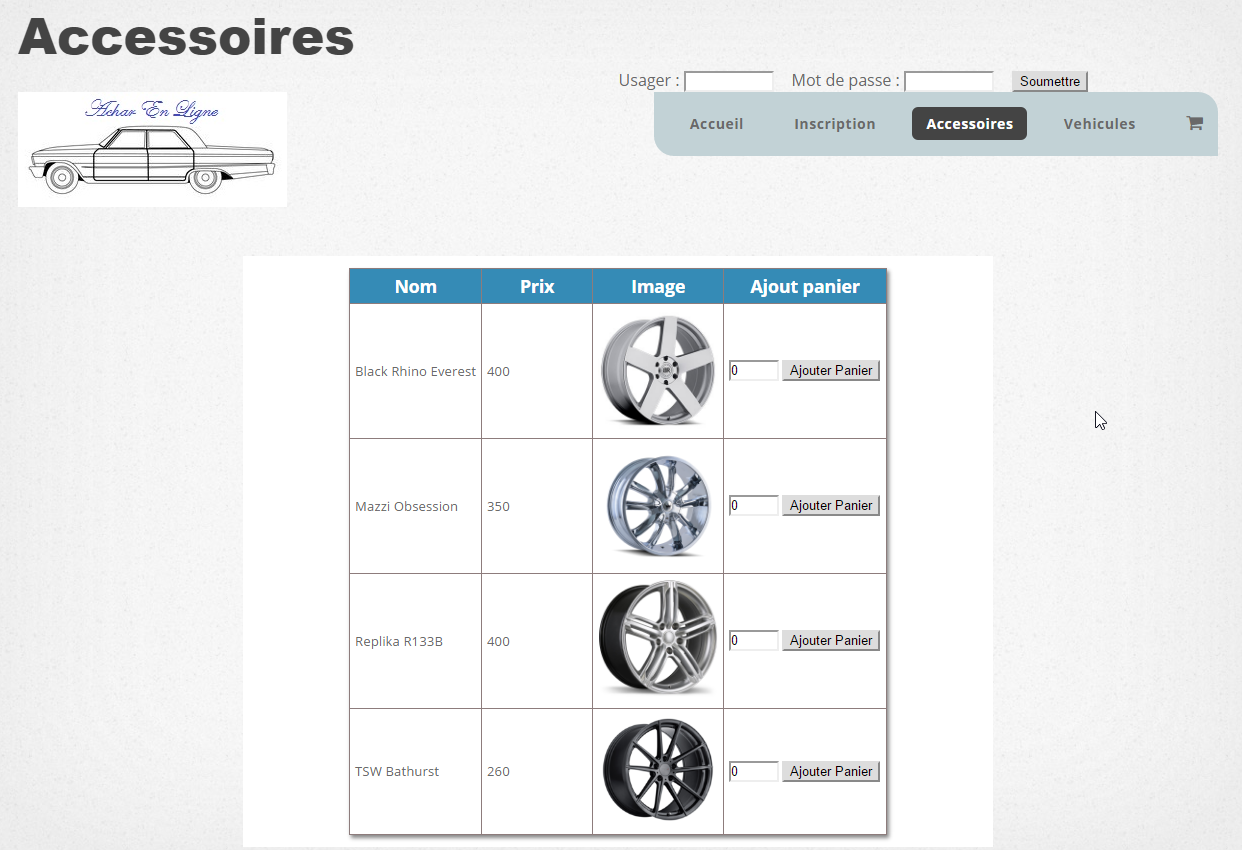 Accessoires
Usager : Mot de passe : Soumettre
Achar En Ligne
Accueil Inscription Accessoires Vehicules
Nom Prix Image Ajout panier
Black Rhino Everest 400 0 Ajouter Panier
Mazzi Obsession 350 0 Ajouter Panier
Replika R133B 400 0 Ajouter Panier
TSW Bathurst 260 0 Ajouter Panier